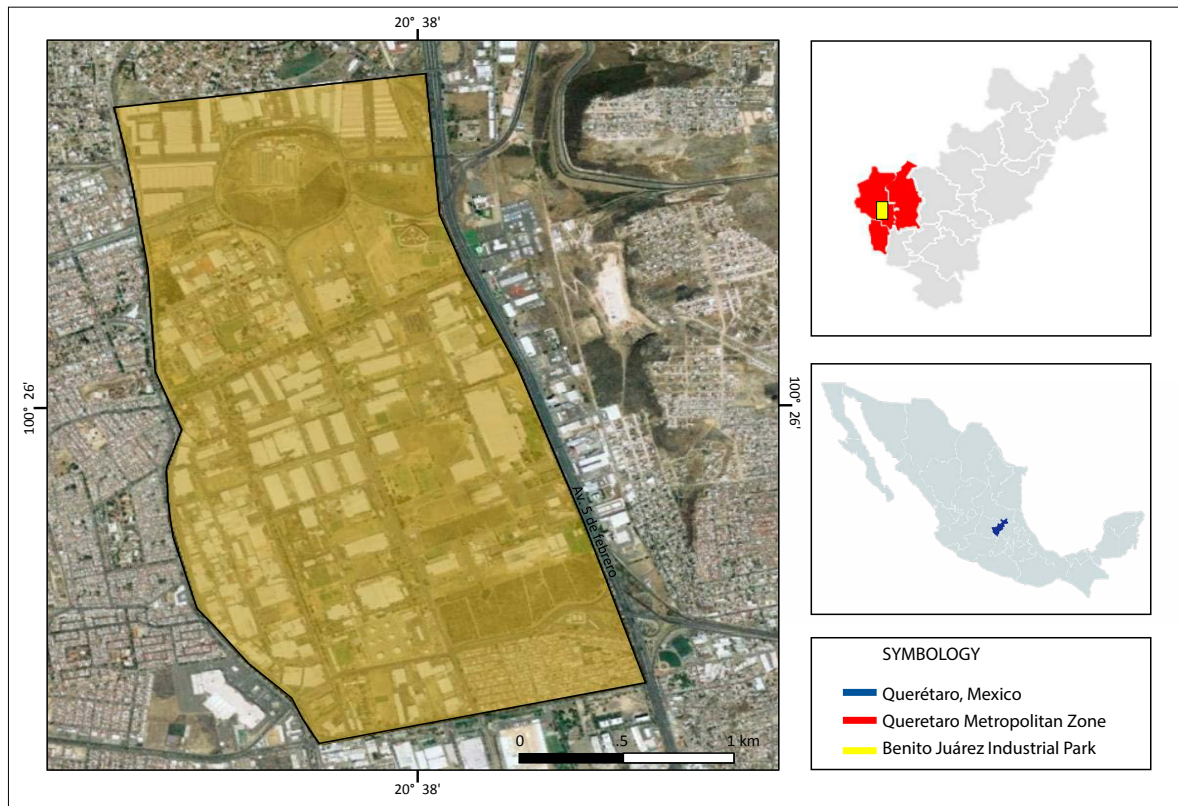 20° 38'
100° 26'
100° 26'
Av. 5 de febrero
0 .5 1 km
20° 38'
SYMBOLOGY
Querétaro, Mexico
Queretaro Metropolitan Zone
Benito Juárez Industrial Park